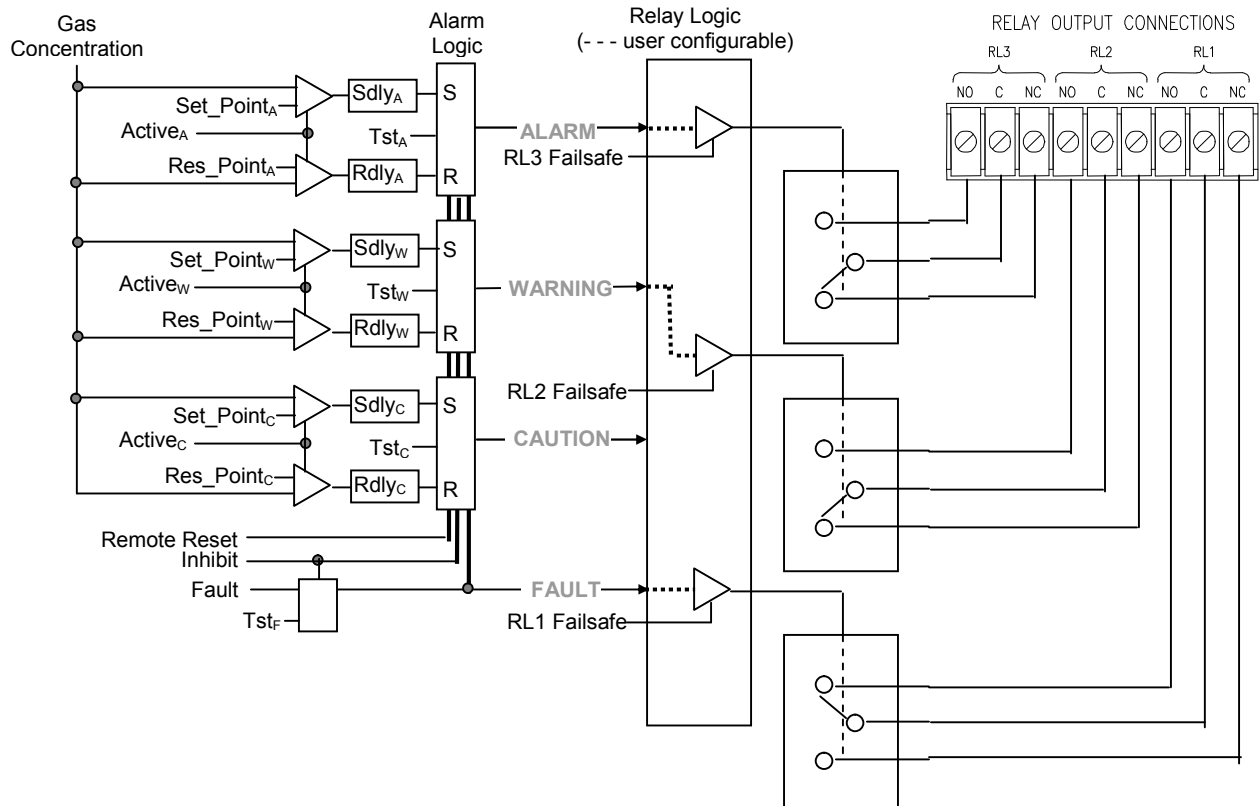 Gas
Concentration
Alarm
Logic
Relay Logic
(- - - user configurable)
RELAY OUTPUT CONNECTIONS
RL3 RL2 RL1
NO C NC NO C NC NO C NC
Set_PointA
SdlyA
S
ActiveA
TstA
ALARM
Res_PointA
RdlyA
R
RL3 Failsafe
Set_PointW
SdlyW
S
ActiveW
TstW
WARNING
Res_PointW
RdlyW
R
RL2 Failsafe
Set_PointC
SdlyC
S
ActiveC
TstC
CAUTION
Res_PointC
RdlyC
R
Remote Reset
Inhibit
Fault
FAULT
TstF
RL1 Failsafe